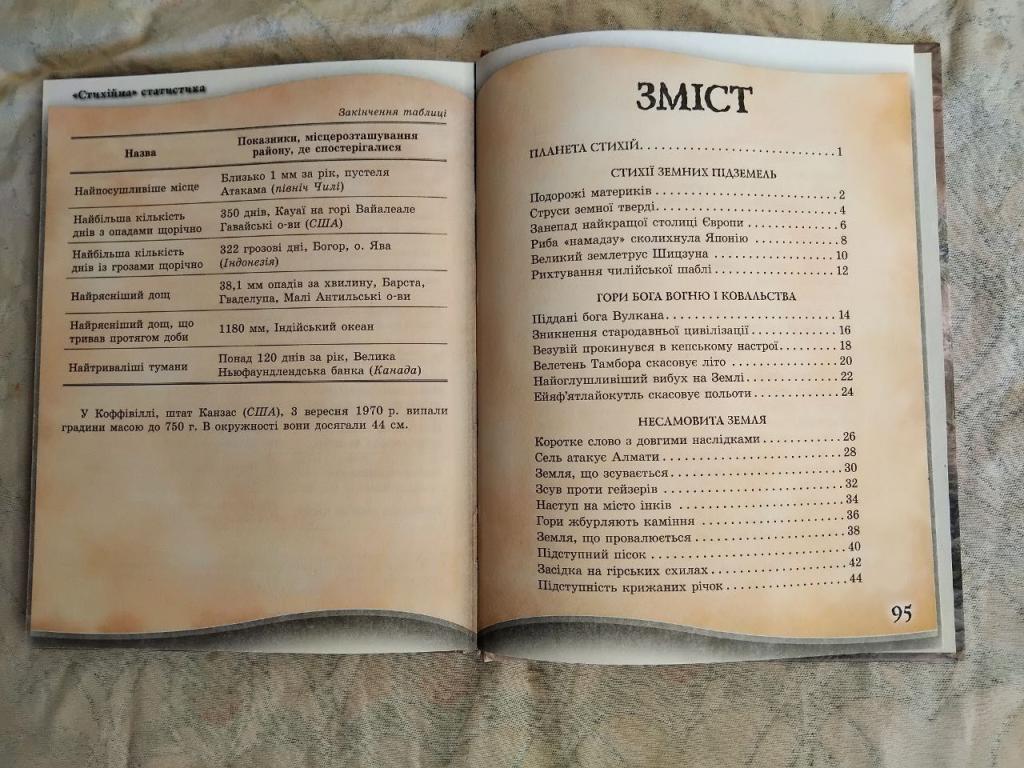 «Стихійна» статистика
Закінчення таблиці
Назва
Показники, місцерозташування
району, де спостерігалися
Найпосушливіше місце
Близько 1 мм за рік, пустеля
Атакама (північ Чилі)
Найбільша кількість
днів з опадами щорічно
350 днів, Кауаї на горі Вайалеале
Гавайські о-ви (США)
Найбільша кількість
днів із грозами щорічно
322 грозові дні, Богор, о. Ява
(Індонезія)
Найрясніший дощ
38,1 мм опадів за хвилину, Барста,
Гваделупа, Малі Антильські о-ви
Найрясніший дощ, що
тривав протягом доби
1180 мм, Індійський океан
Найтриваліші тумани
Понад 120 днів за рік, Велика
Ньюфаундлендська банка (Канада)
У Коффівіллі, штат Канзас (США), 3 вересня 1970 р. випали
градини масою до 750 г. В окружності вони досягали 44 см.
ЗМІСТ
ПЛАНЕТА СТИХІЙ. . . . . . . . . . . . . . . . . . . . . . . . . . . 1
СТИХІЇ ЗЕМНИХ ПІДЗЕМЕЛЬ
Подорожі материків . . . . . . . . . . . . . . . . . . . . . . . . . 2
Струси земної тверді. . . . . . . . . . . . . . . . . . . . . . . . . 4
Занепад найкращої столиці Європи . . . . . . . . . . . . . 6
Риба «намадзу» сколихнула Японію . . . . . . . . . . . . 8
Великий землетрус Шицзуна . . . . . . . . . . . . . . . . . 10
Рихтування чилійської шаблі. . . . . . . . . . . . . . . . . 12
ГОРИ БОГА ВОГНЮ І КОВАЛЬСТВА
Піддані бога Вулкана. . . . . . . . . . . . . . . . . . . . . . . . 14
Зникнення стародавньої цивілізації. . . . . . . . . . . . . 16
Везувій прокинувся в кепському настрої. . . . . . . . . 18
Велетень Тамбора скасовує літо . . . . . . . . . . . . . . . 20
Найоглушливіший вибух на Землі. . . . . . . . . . . . . . 22
Ейяф'ятлайокутль скасовує польоти . . . . . . . . . . . . 24
НЕСАМОВИТА ЗЕМЛЯ
Коротке слово з довгими наслідками . . . . . . . . . . . . 26
Сель атакує Алмати. . . . . . . . . . . . . . . . . . . . . . . . . 28
Земля, що зсувається. . . . . . . . . . . . . . . . . . . . . . . . 30
Зсув проти гейзерів . . . . . . . . . . . . . . . . . . . . . . . . . 32
Наступ на місто інків . . . . . . . . . . . . . . . . . . . . . . . 34
Гори жбурляють каміння . . . . . . . . . . . . . . . . . . . . 36
Земля, що провалюється . . . . . . . . . . . . . . . . . . . . . 38
Підступний пісок . . . . . . . . . . . . . . . . . . . . . . . . . . 40
Засідка на гірських схилах. . . . . . . . . . . . . . . . . . . . 42
Підступність крижаних річок . . . . . . . . . . . . . . . . . 44
95